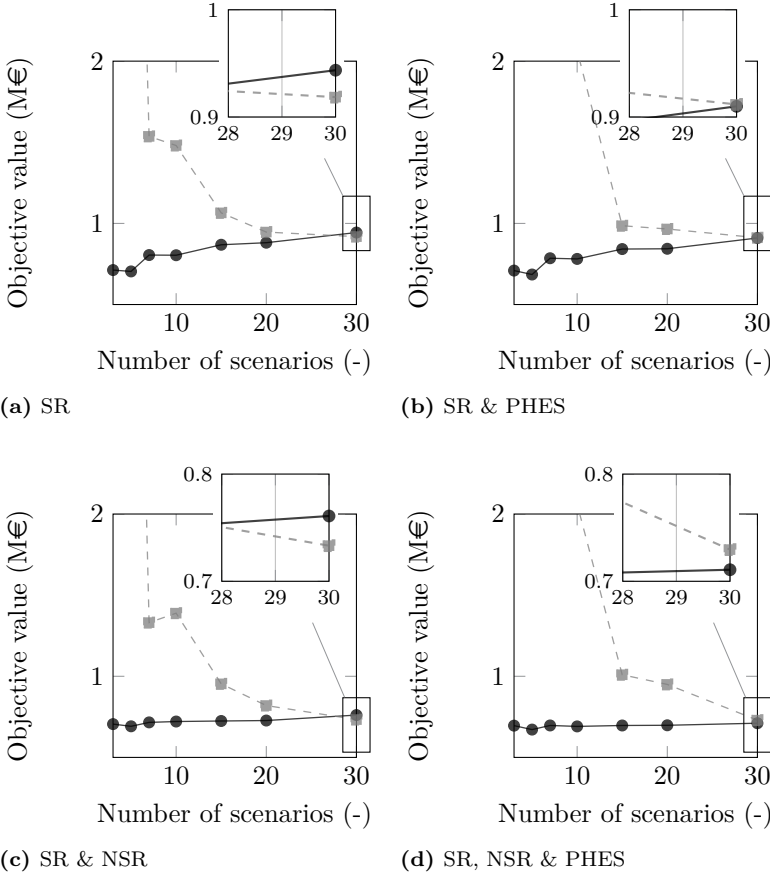 1
0.9
28 29 30
2
1
10 20 30
Objective value (M€)
Number of scenarios (-)
(a) SR
1
0.9
28 29 30
2
1
10 20 30
Objective value (M€)
Number of scenarios (-)
(b) SR & PHES
0.8
0.7
28 29 30
2
1
10 20 30
Objective value (M€)
Number of scenarios (-)
(c) SR & NSR
0.8
0.7
28 29 30
2
1
10 20 30
Objective value (M€)
Number of scenarios (-)
(d) SR, NSR & PHES